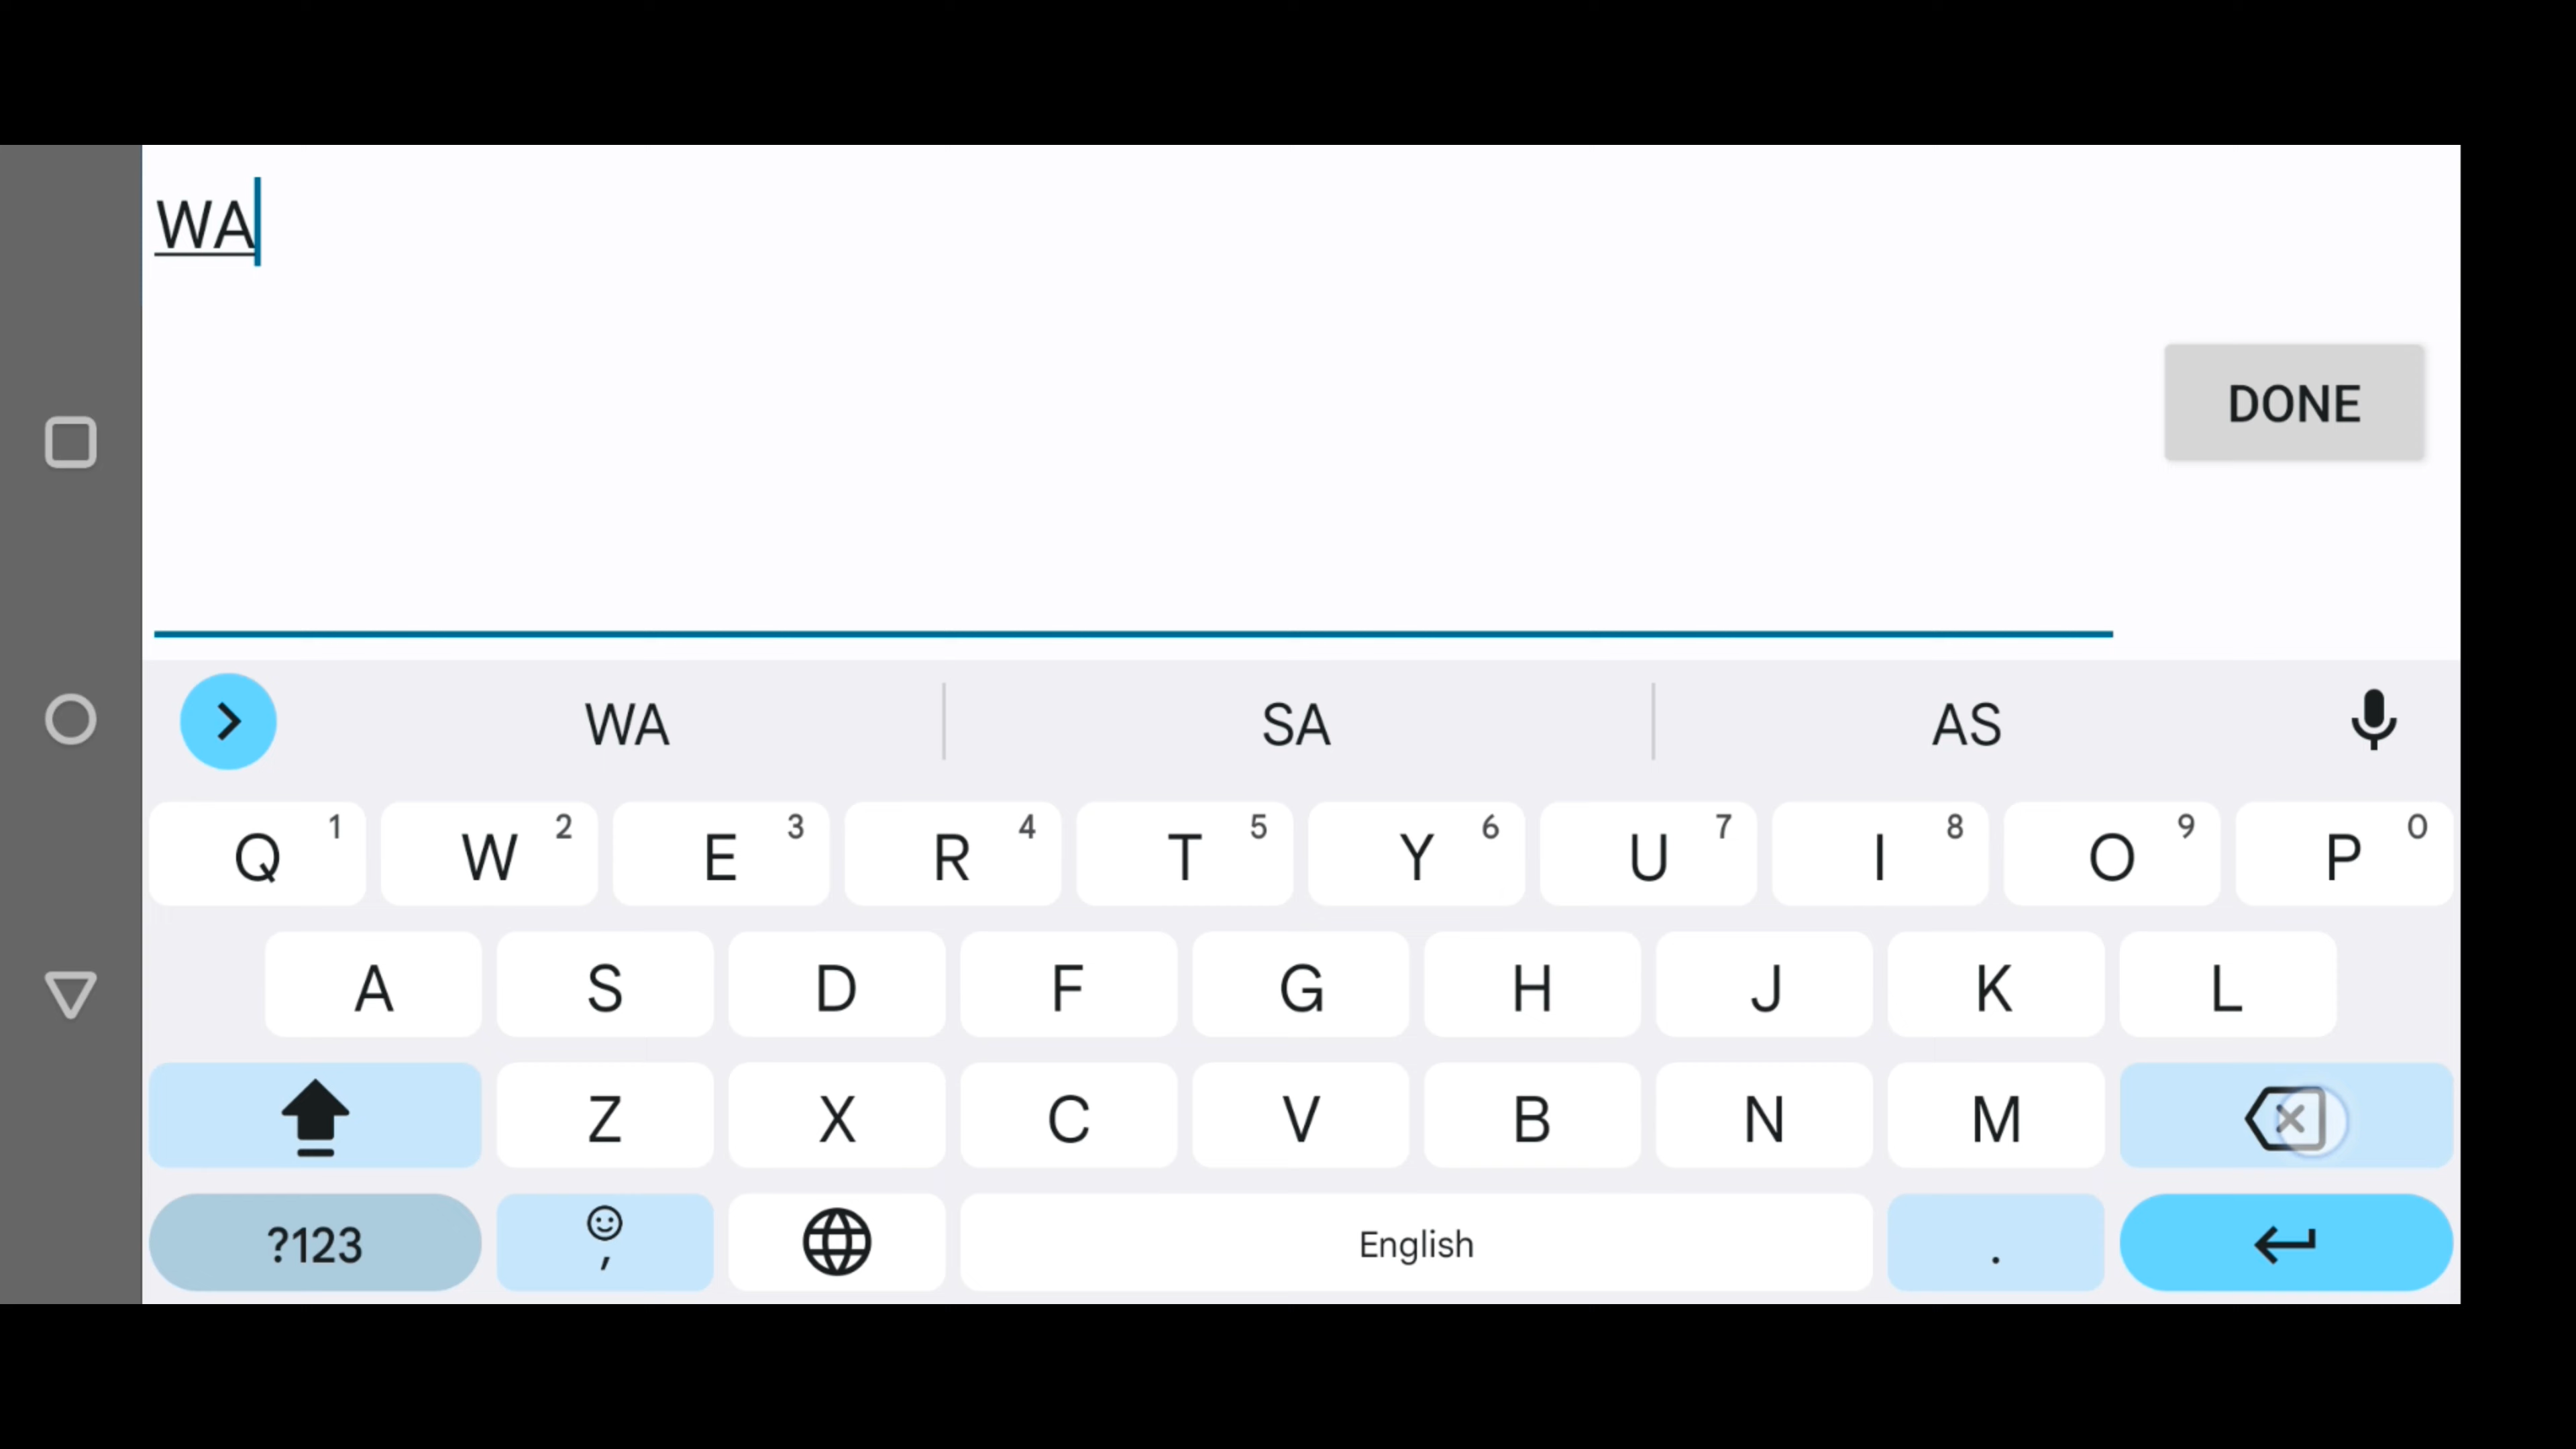 WA
DONE
WA SA AS
Q 1 W 2 E 3 R 4 T 5 Y 6 U 7 I 8 O 9 P 0
A S D F G H J K L
Z X C V B N M
?123 , English .